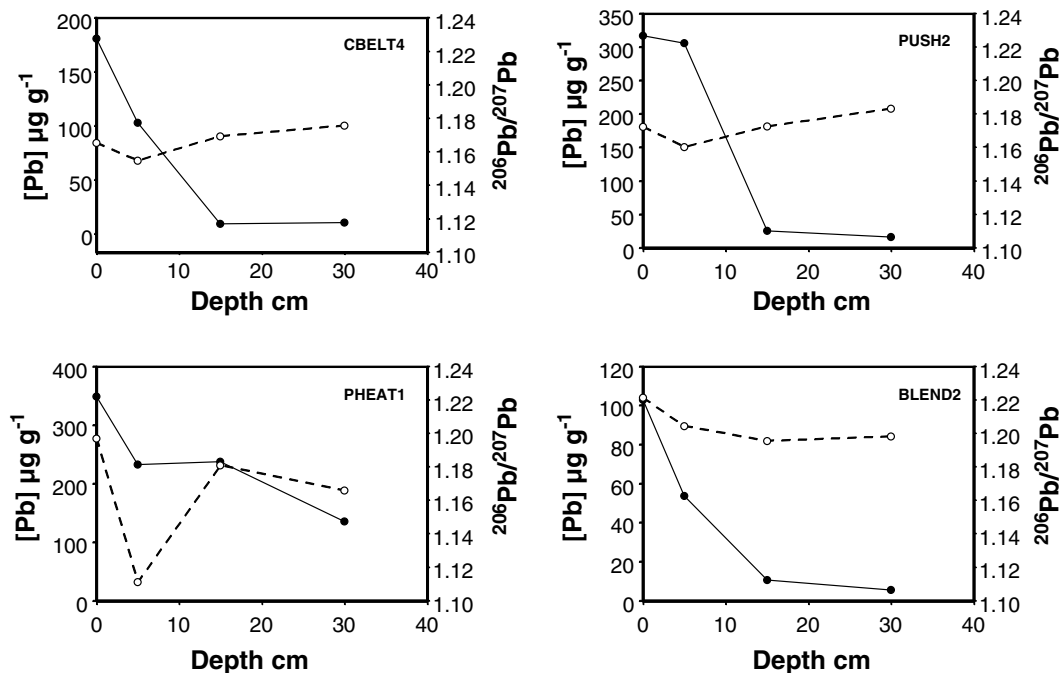 CBELT4
200
150
100
50
0
[Pb] µg g⁻¹
1.24
1.22
1.20
1.18
1.16
1.14
1.12
1.10
²⁰⁶Pb/²⁰⁷Pb
0 10 20 30 40
Depth cm
PUSH2
350
300
250
200
150
100
50
0
[Pb] µg g⁻¹
1.24
1.22
1.20
1.18
1.16
1.14
1.12
1.10
²⁰⁶Pb/²⁰⁷Pb
0 10 20 30 40
Depth cm
PHEAT1
400
300
200
100
0
[Pb] µg g⁻¹
1.24
1.22
1.20
1.18
1.16
1.14
1.12
1.10
²⁰⁶Pb/²⁰⁷Pb
0 10 20 30 40
Depth cm
BLEND2
120
100
80
60
40
20
0
[Pb] µg g⁻¹
1.24
1.22
1.20
1.18
1.16
1.14
1.12
1.10
²⁰⁶Pb/²⁰⁷Pb
0 10 20 30 40
Depth cm